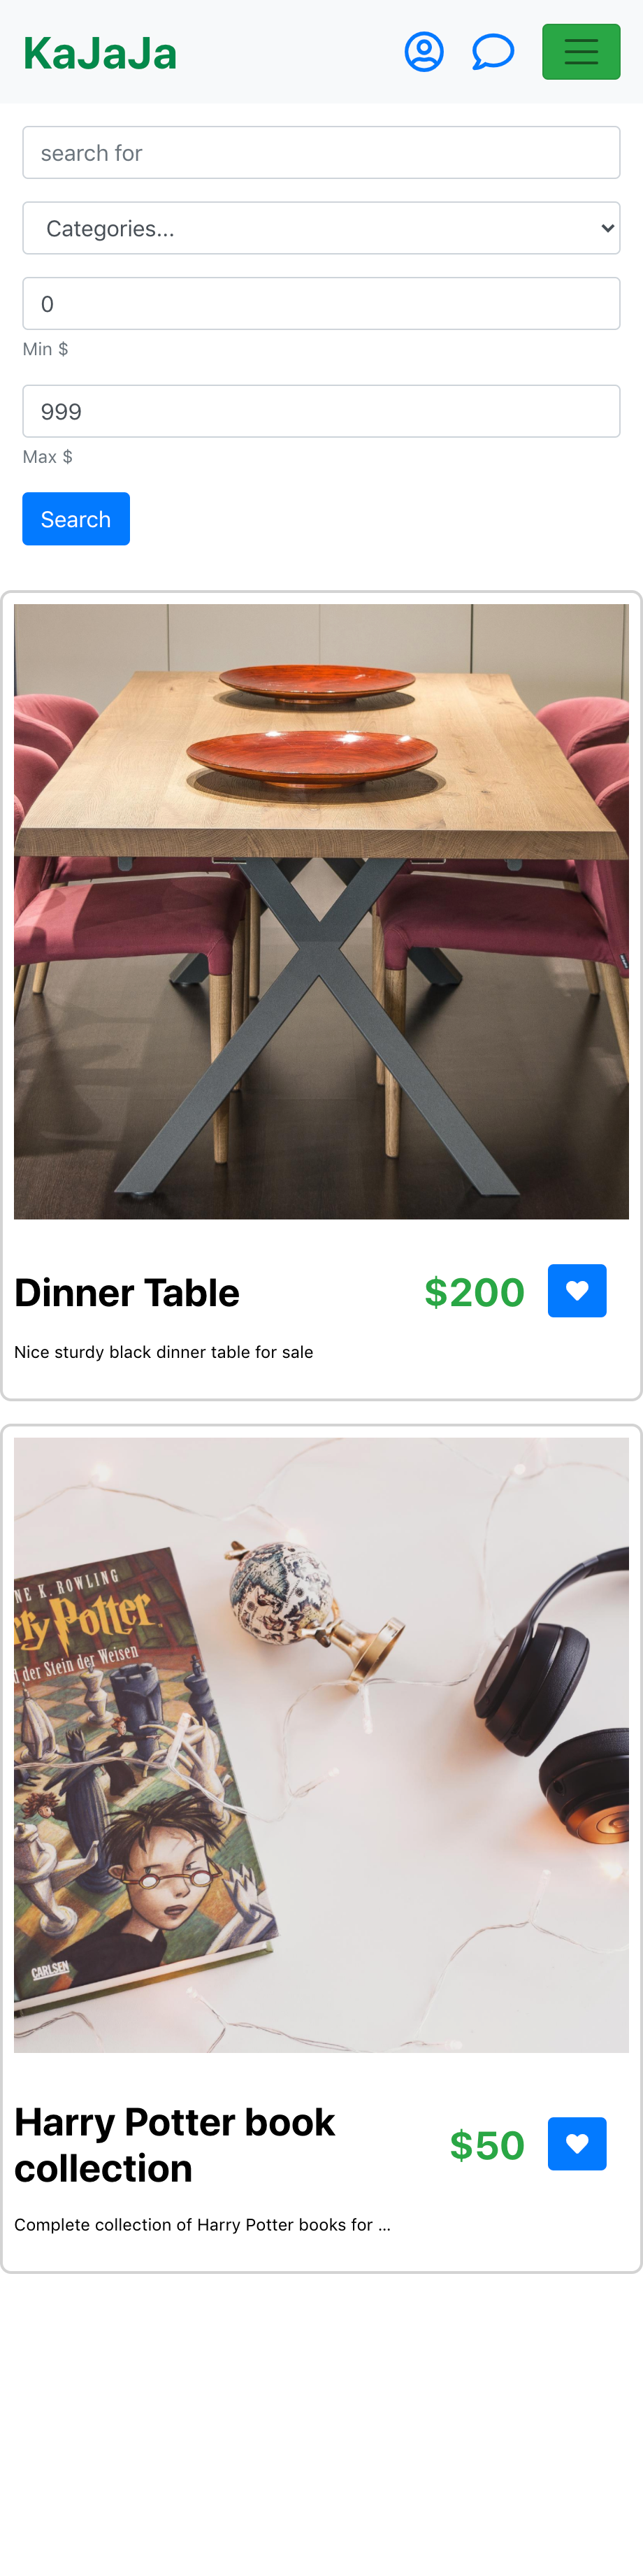 KaJaJa
search for
Categories...
0
Min $
999
Max $
Search
Dinner Table
$200
Nice sturdy black dinner table for sale
NE K. ROWLING
rry Potter
d der Stein der Weisen
CARLSEN
Harry Potter book
collection
$50
Complete collection of Harry Potter books for ...